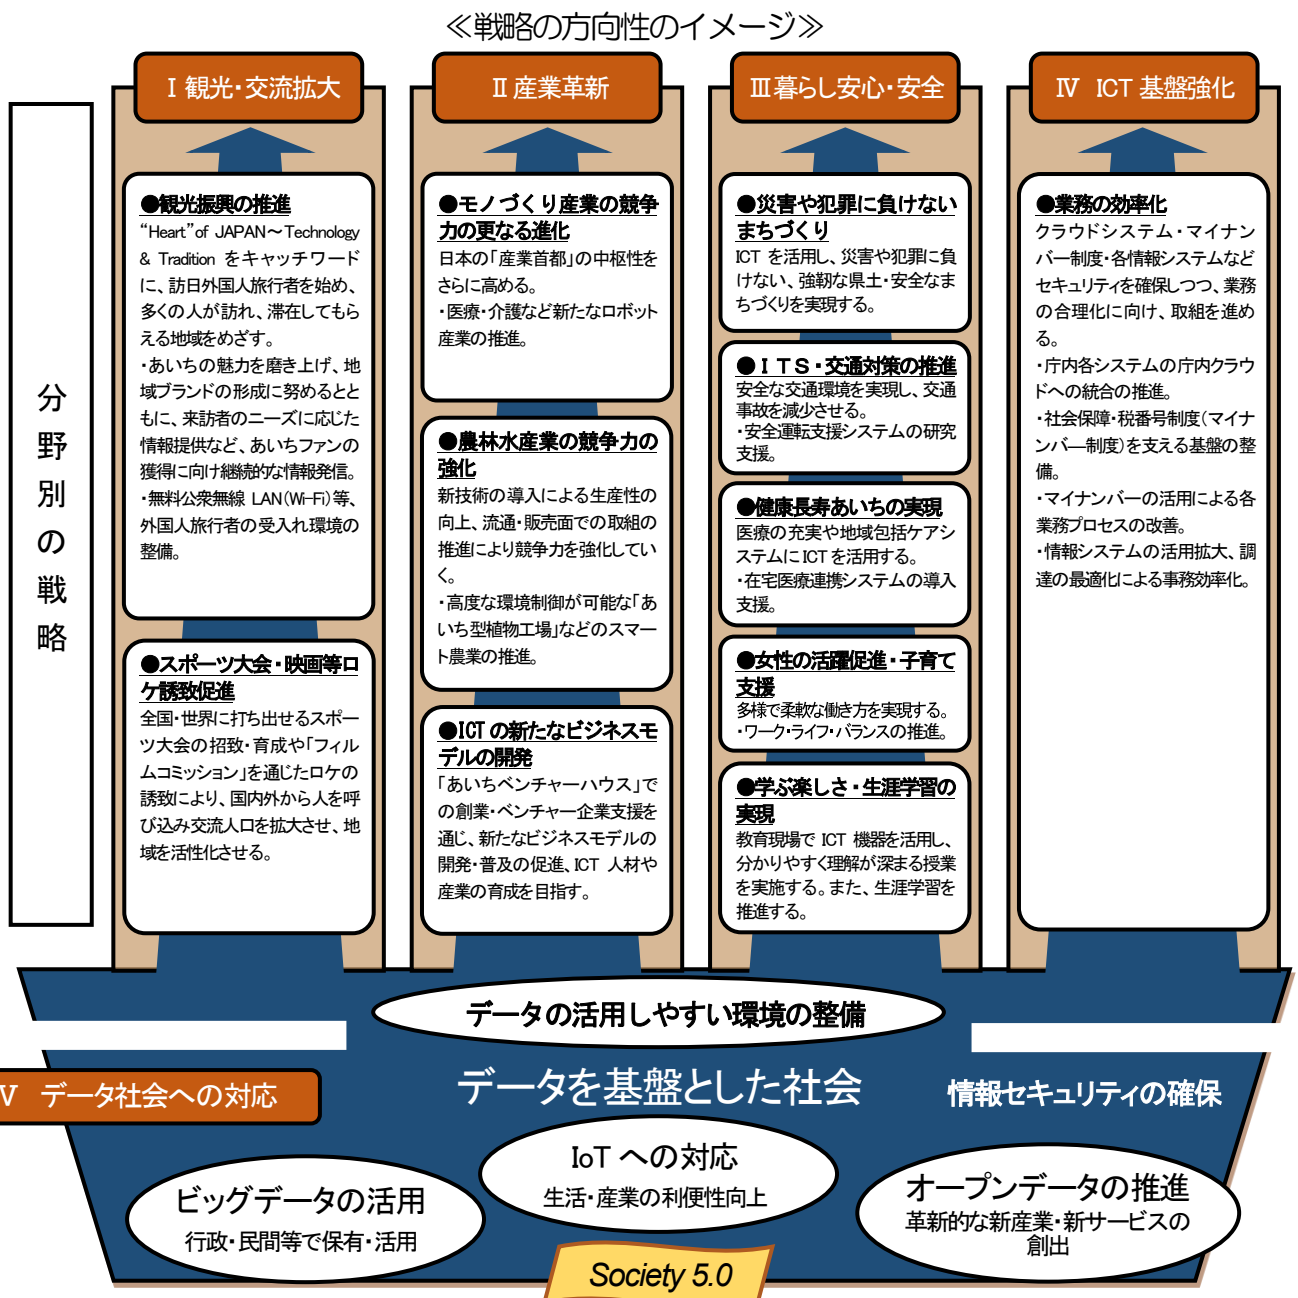 ≪戦略の方向性のイメージ≫
分野別の戦略
Ⅰ 観光・交流拡大
●観光振興の推進
“Heart”of JAPAN～Technology
& Tradition をキャッチワード
に、訪日外国人旅行者を始め、
多くの人が訪れ、滞在してもら
える地域をめざす。
・あいちの魅力を磨き上げ、地
域ブランドの形成に努めるとと
もに、来訪者のニーズに応じた
情報提供など、あいちファンの
獲得に向け継続的な情報発信。
・無料公衆無線 LAN(Wi-Fi)等、
外国人旅行者の受入れ環境の
整備。
●スポーツ大会・映画等ロ
ケ誘致促進
全国・世界に打ち出せるスポー
ツ大会の招致・育成や「フィル
ムコミッション」を通じたロケの
誘致により、国内外から人を呼
び込み交流人口を拡大させ、地
域を活性化させる。
Ⅱ 産業革新
●モノづくり産業の競争
力の更なる進化
日本の「産業首都」の中枢性を
さらに高める。
・医療・介護など新たなロボット
産業の推進。
●農林水産業の競争力の
強化
新技術の導入による生産性の
向上、流通・販売面での取組の
推進により競争力を強化してい
く。
・高度な環境制御が可能な「あ
いち型植物工場」などのスマー
ト農業の推進。
●ICT の新たなビジネスモ
デルの開発
「あいちベンチャーハウス」で
の創業・ベンチャー企業支援を
通じ、新たなビジネスモデルの
開発・普及の促進、ICT 人材や
産業の育成を目指す。
Ⅲ 暮らし安心・安全
●災害や犯罪に負けない
まちづくり
ICT を活用し、災害や犯罪に負
けない、強靭な県土・安全なま
ちづくりを実現する。
●ＩＴＳ・交通対策の推進
安全な交通環境を実現し、交通
事故を減少させる。
・安全運転支援システムの研究
支援。
●健康長寿あいちの実現
医療の充実や地域包括ケアシ
ステムに ICT を活用する。
・在宅医療連携システムの導入
支援。
●女性の活躍促進・子育て
支援
多様で柔軟な働き方を実現する。
・ワーク・ライフ・バランスの推進。
●学ぶ楽しさ・生涯学習の
実現
教育現場で ICT 機器を活用し、
分かりやすく理解が深まる授業
を実施する。また、生涯学習を
推進する。
Ⅳ ICT 基盤強化
●業務の効率化
クラウドシステム・マイナン
バー制度・各情報システムなど
セキュリティを確保しつつ、業務
の合理化に向け、取組を進め
る。
・庁内各システムの庁内クラウ
ドへの統合の推進。
・社会保障・税番号制度(マイナ
ンバ―制度)を支える基盤の整
備。
・マイナンバーの活用による各
業務プロセスの改善。
・情報システムの活用拡大、調
達の最適化による事務効率化。
データの活用しやすい環境の整備
Ⅴ データ社会への対応
データを基盤とした社会
情報セキュリティの確保
ビッグデータの活用
行政・民間等で保有・活用
IoT への対応
生活・産業の利便性向上
オープンデータの推進
革新的な新産業・新サービスの
創出
Society 5.0